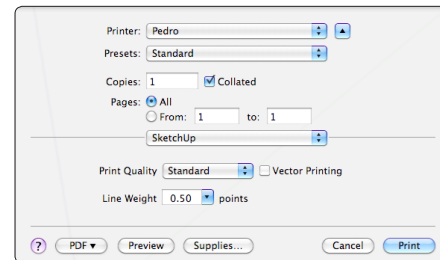 Printer: Pedro
Presets: Standard
Copies: 1 Collated
Pages: All
From: 1 to: 1
SketchUp
Print Quality Standard Vector Printing
Line Weight 0.50 points
? PDF▼ Preview Supplies... Cancel Print